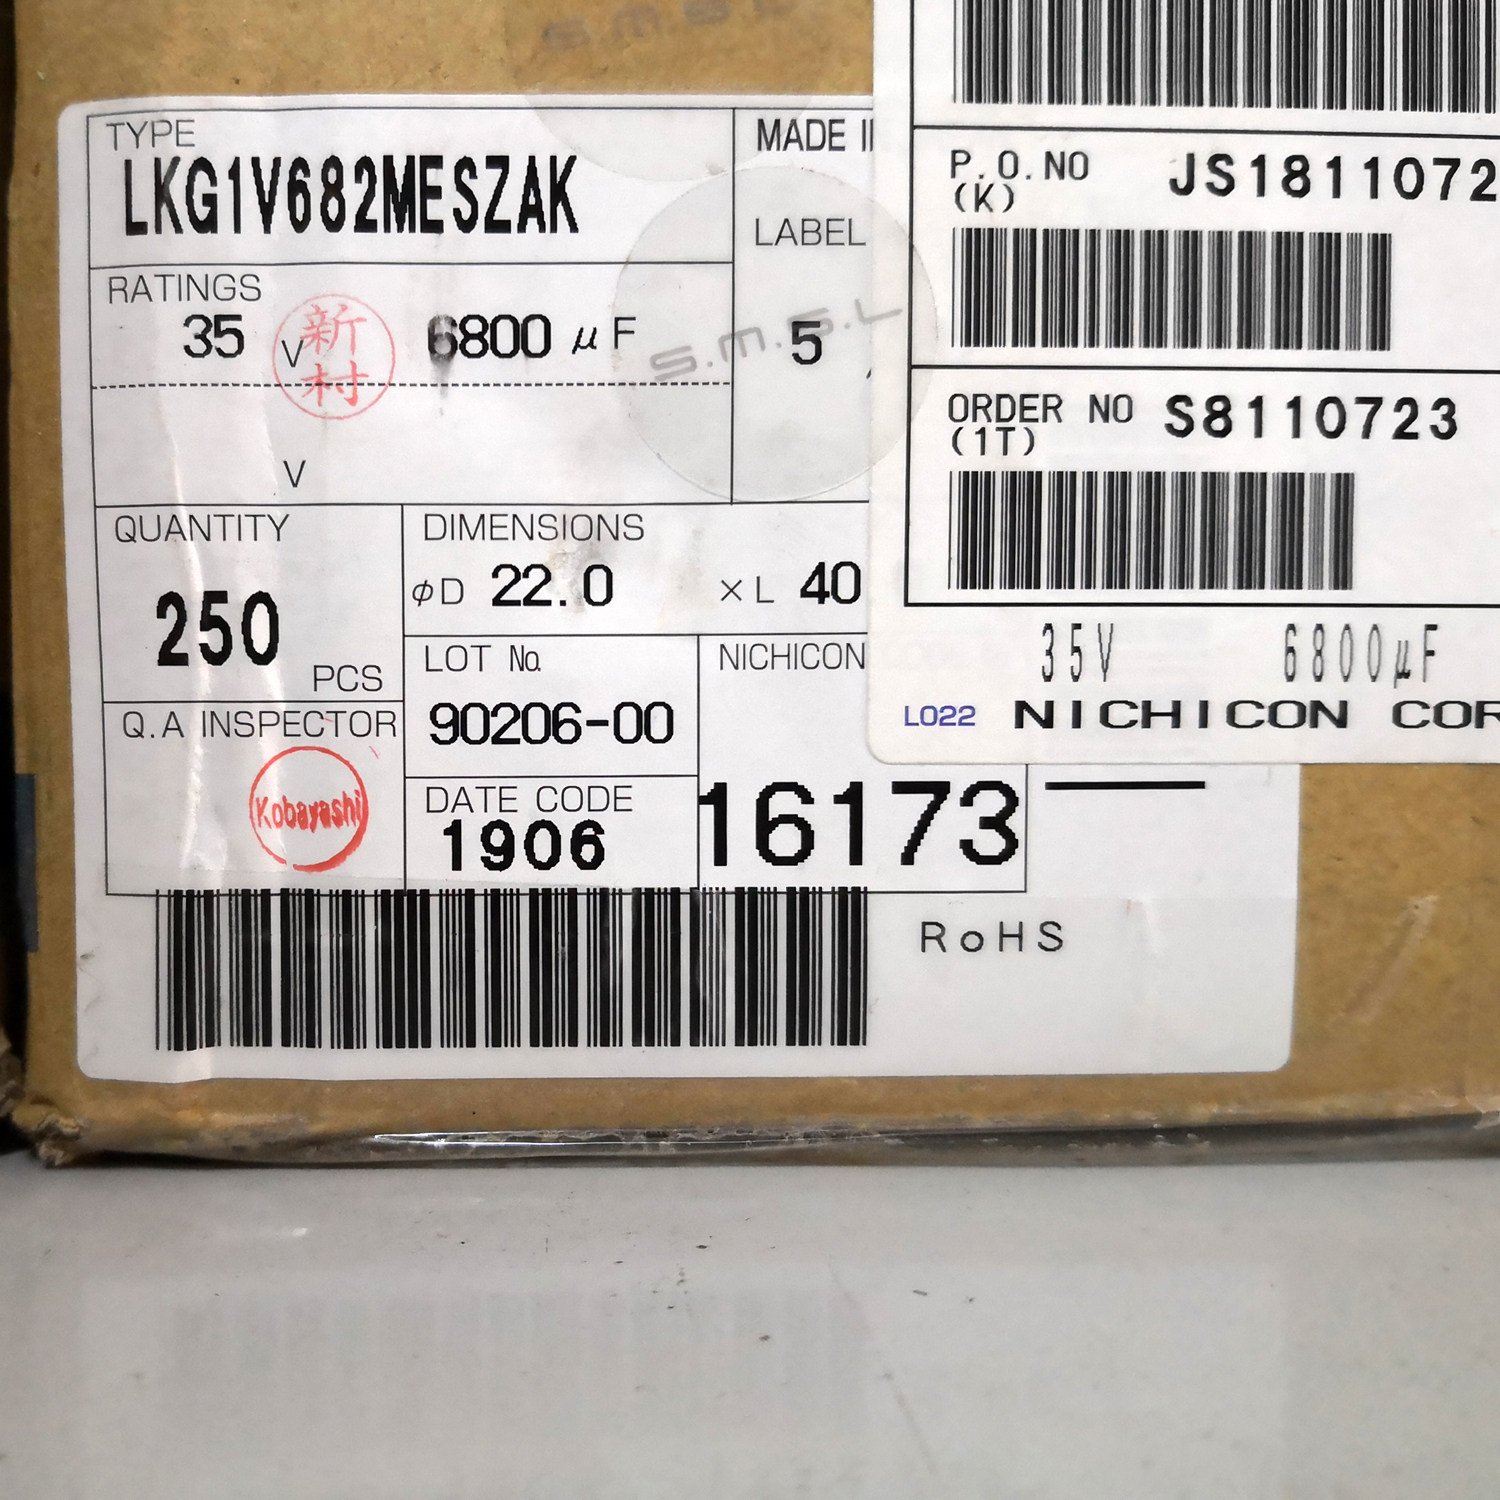 S.M.S.L
TYPE
LKG1V682MESZAK
MADE I
LABEL
5
RATINGS
35 V 6800 μF
新村
S.M.S.L
V
QUANTITY
250 PCS
DIMENSIONS
φD 22.0 ×L 40
LOT No.
90206-00
NICHICON
16173
Q.A INSPECTOR
Kobayashi
DATE CODE
1906
RoHS
P.O.NO JS1811072
(K)
ORDER NO S8110723
(1T)
35V 6800μF
L022 NICHICON COR